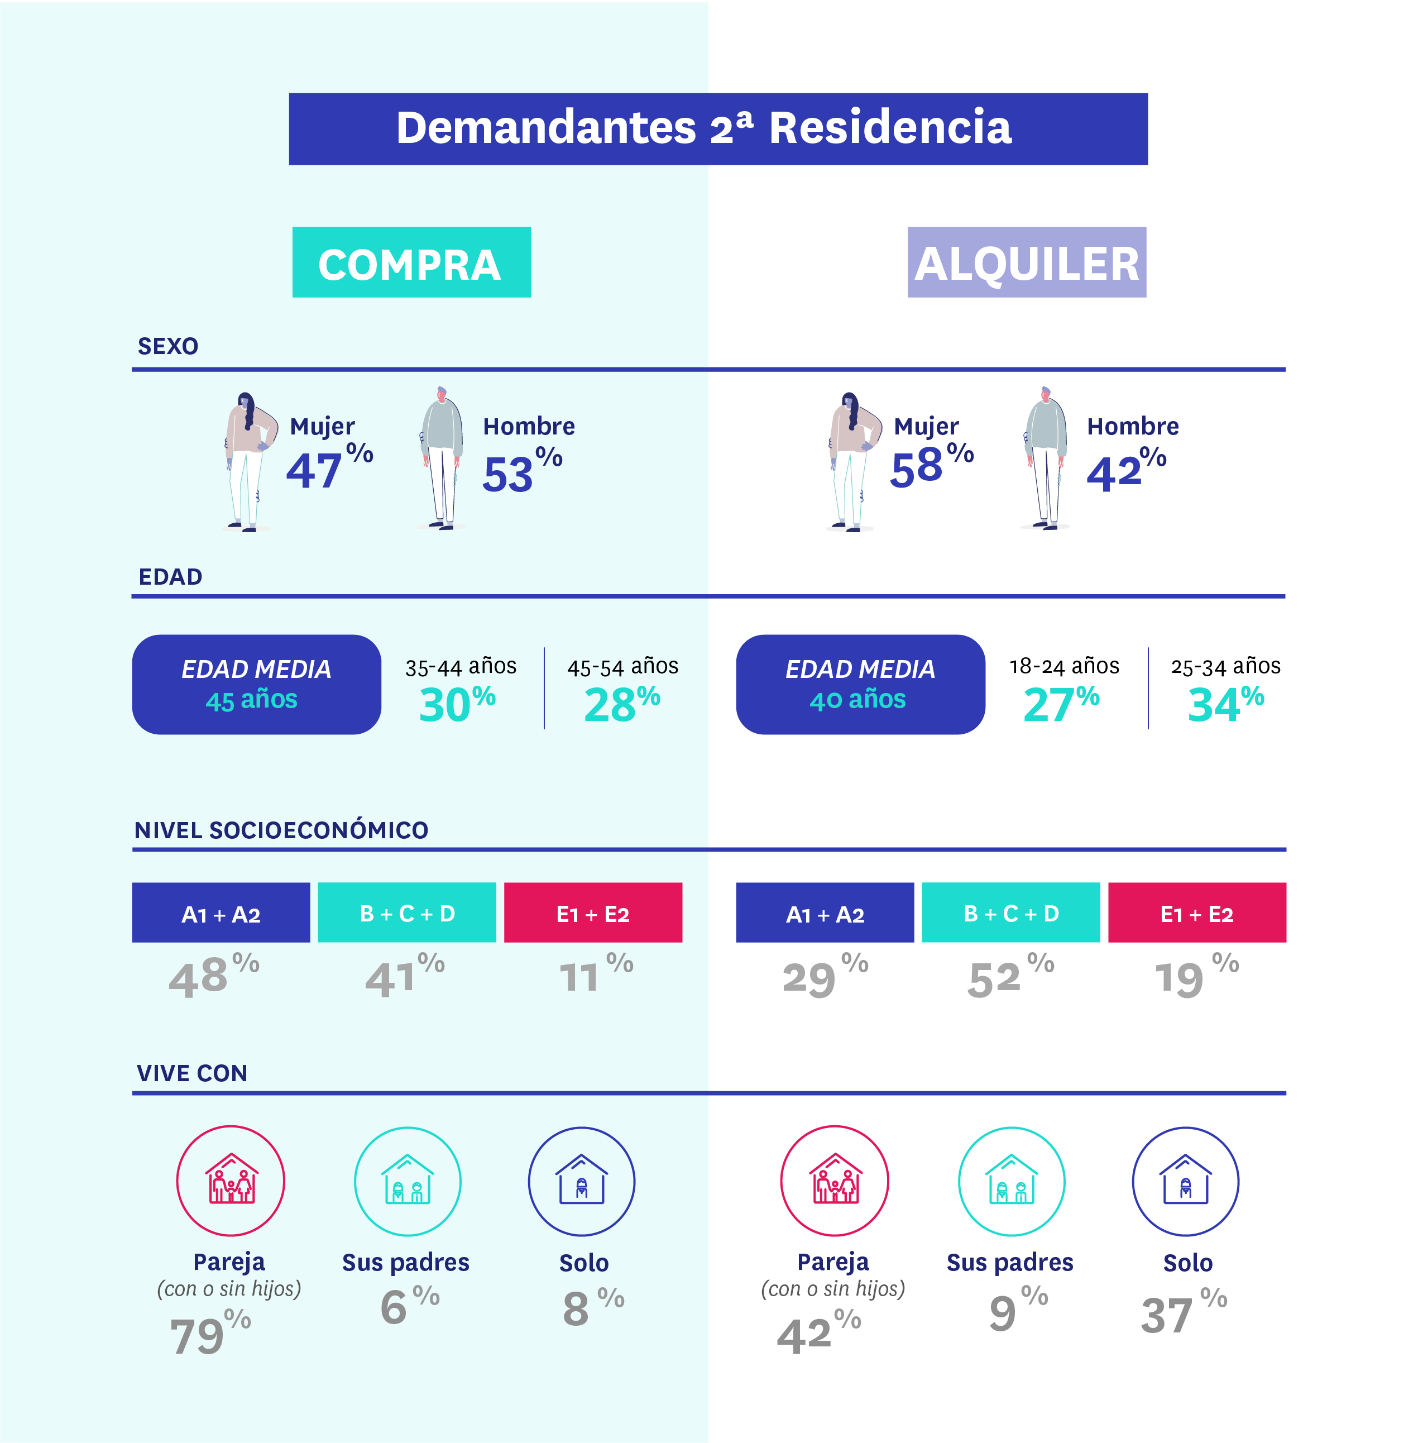 Demandantes 2ª Residencia
COMPRA
ALQUILER
SEXO
Mujer
47%
Hombre
53%
Mujer
58%
Hombre
42%
EDAD
EDAD MEDIA
45 años
35-44 años
30%
45-54 años
28%
EDAD MEDIA
40 años
18-24 años
27%
25-34 años
34%
NIVEL SOCIOECONÓMICO
A1 + A2
48%
B + C + D
41%
E1 + E2
11%
A1 + A2
29%
B + C + D
52%
E1 + E2
19%
VIVE CON
Pareja
(con o sin hijos)
79%
Sus padres
6%
Solo
8%
Pareja
(con o sin hijos)
42%
Sus padres
9%
Solo
37%